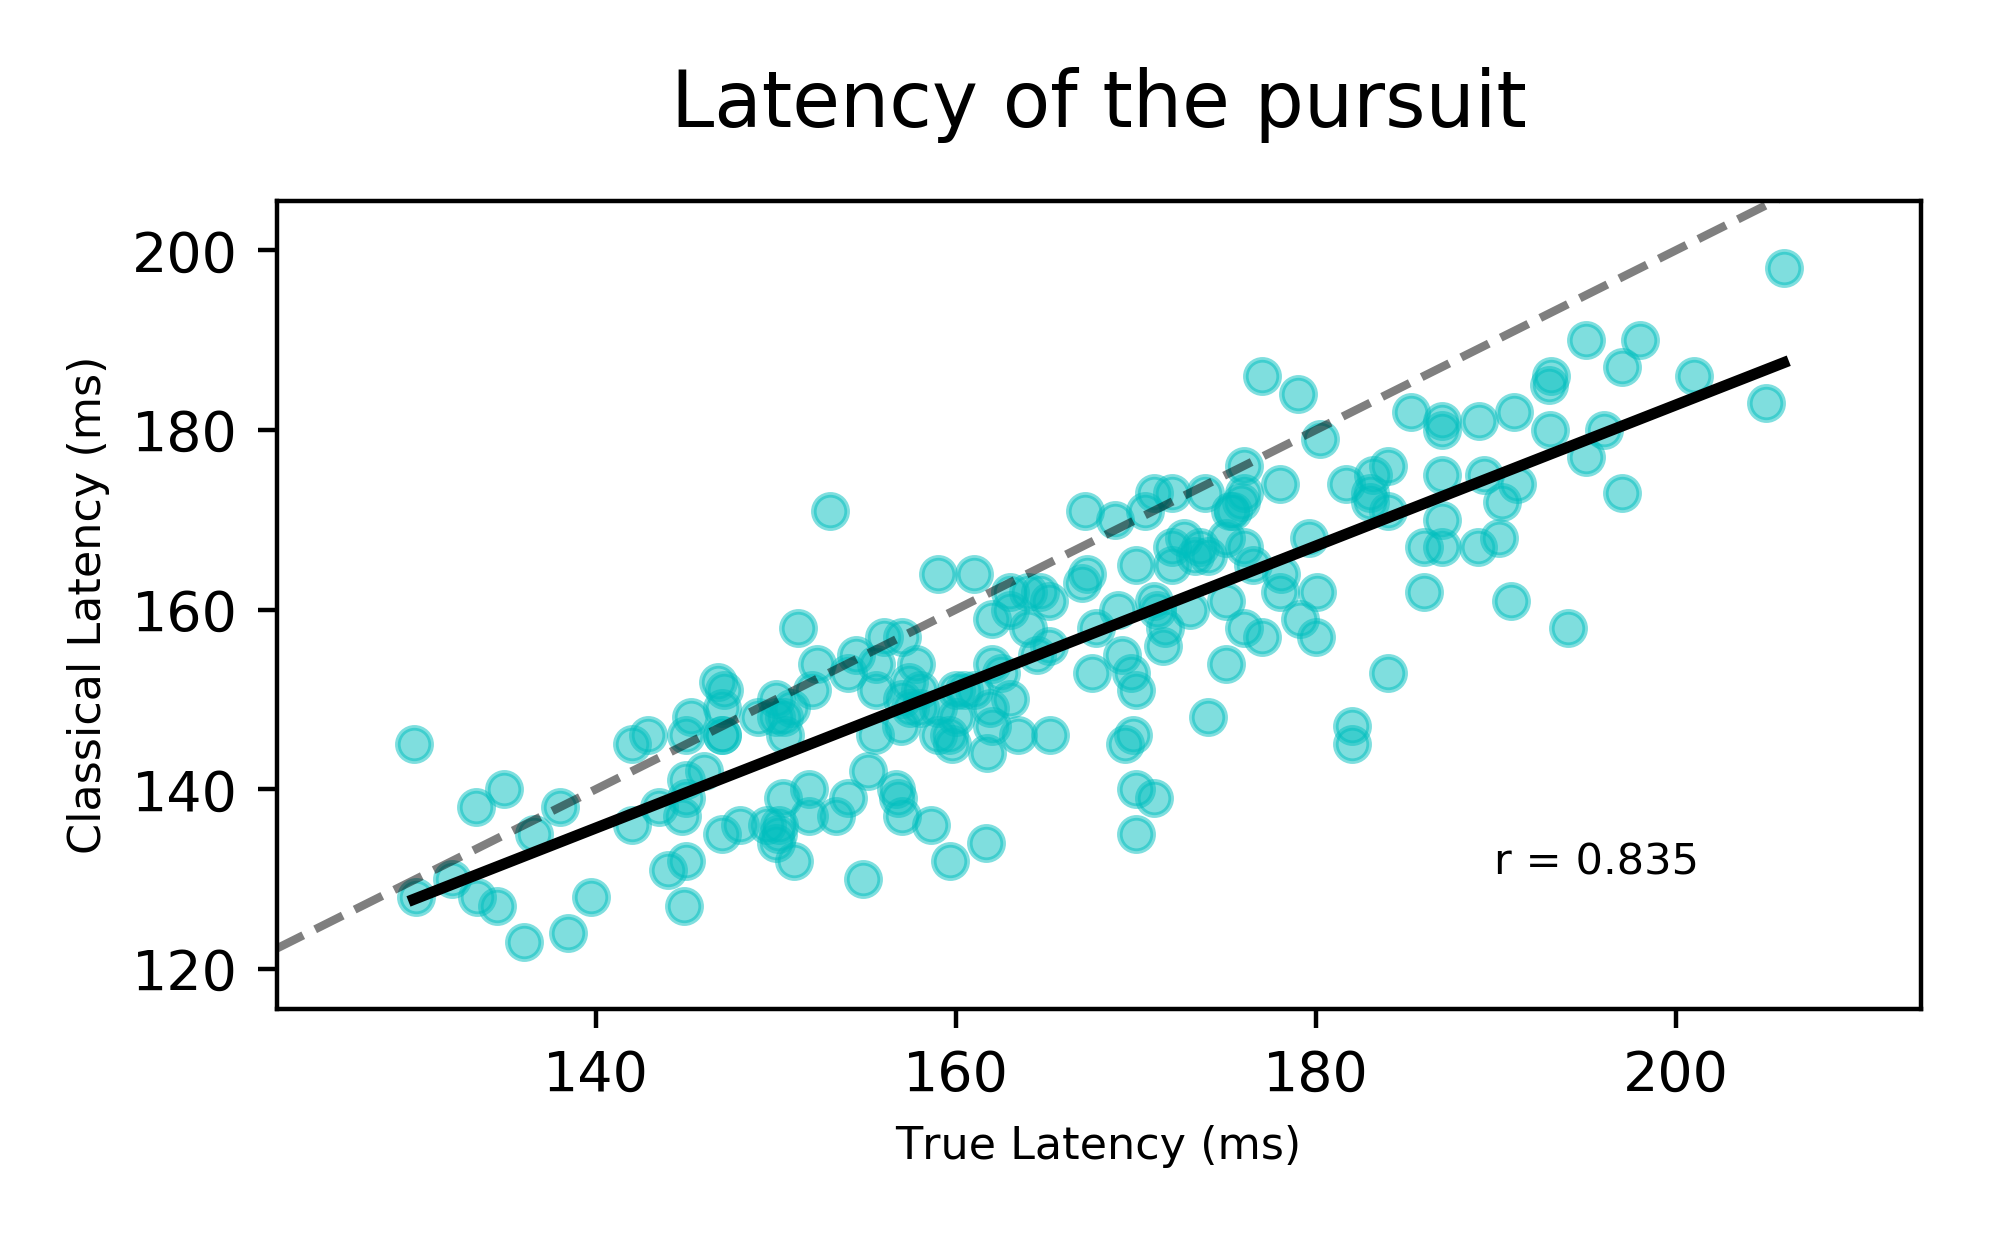 Latency of the pursuit
Classical Latency (ms)
200
180
160
140
120
r = 0.835
140 160 180 200
True Latency (ms)